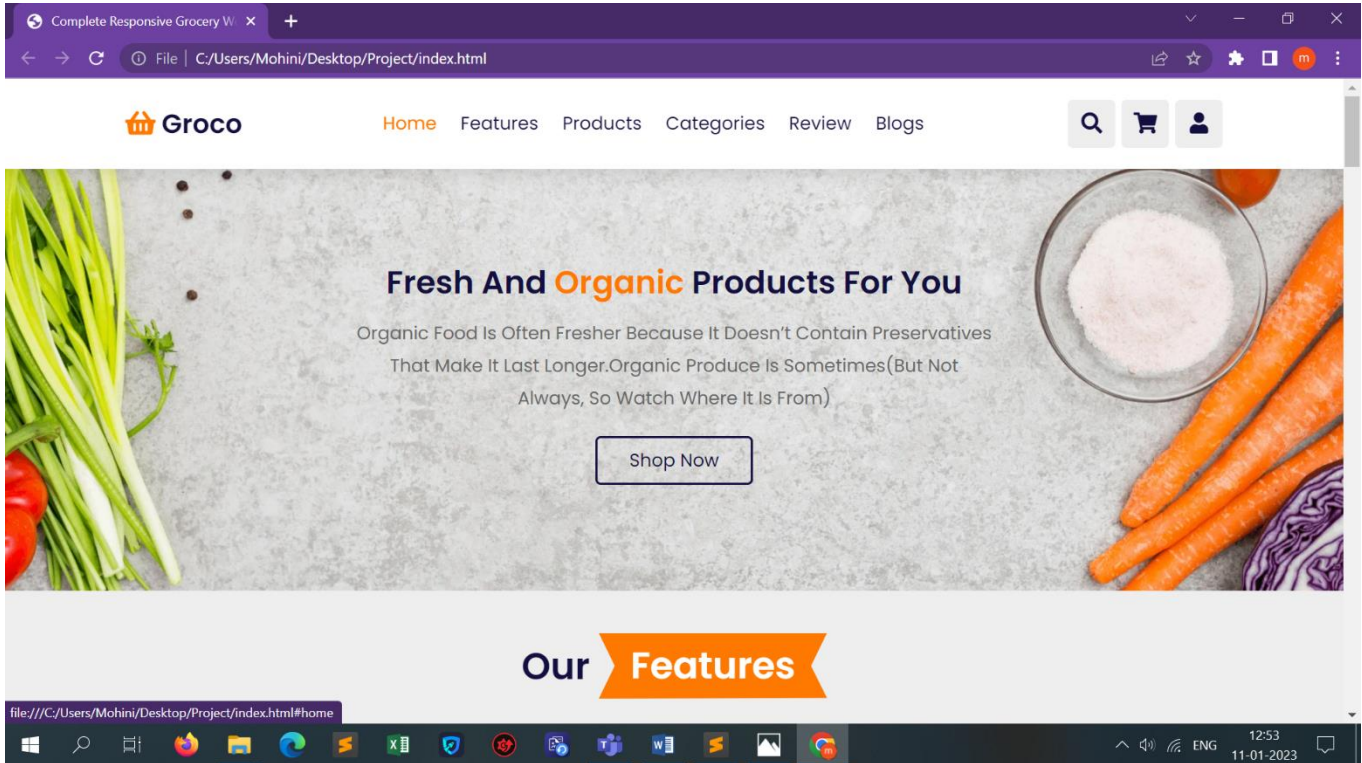 Complete Responsive Grocery W
File | C:/Users/Mohini/Desktop/Project/index.html
m
Groco
Home Features Products Categories Review Blogs
Fresh And Organic Products For You
Organic Food Is Often Fresher Because It Doesn’t Contain Preservatives
That Make It Last Longer.Organic Produce Is Sometimes(But Not
Always, So Watch Where It Is From)
Shop Now
Our Features
file:///C:/Users/Mohini/Desktop/Project/index.html#home
ENG
12:53
11-01-2023